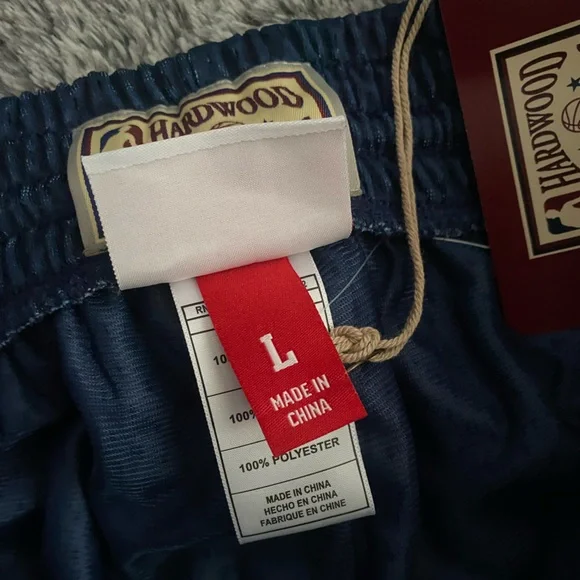 HARDWOOD
HARDWOOD
L
MADE IN
CHINA
100% POLYESTER
MADE IN CHINA
HECHO EN CHINA
FABRIQUE EN CHINE